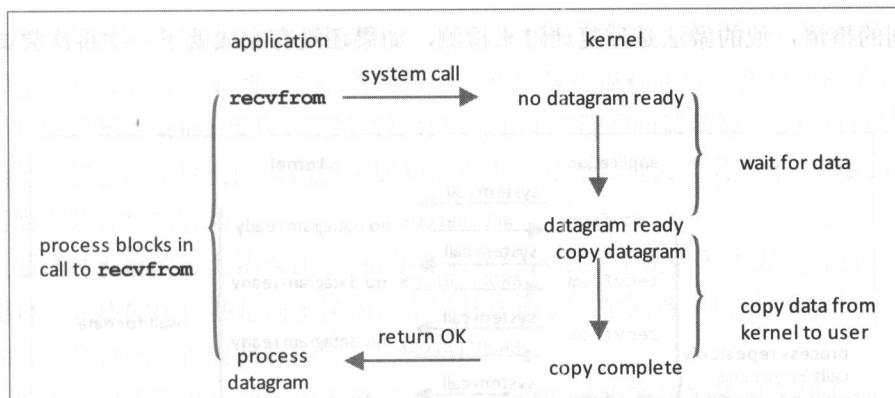 application
kernel
system call
recvfrom
no datagram ready
wait for data
datagram ready
copy datagram
process blocks in
call to recvfrom
copy data from
kernel to user
return OK
process
datagram
copy complete